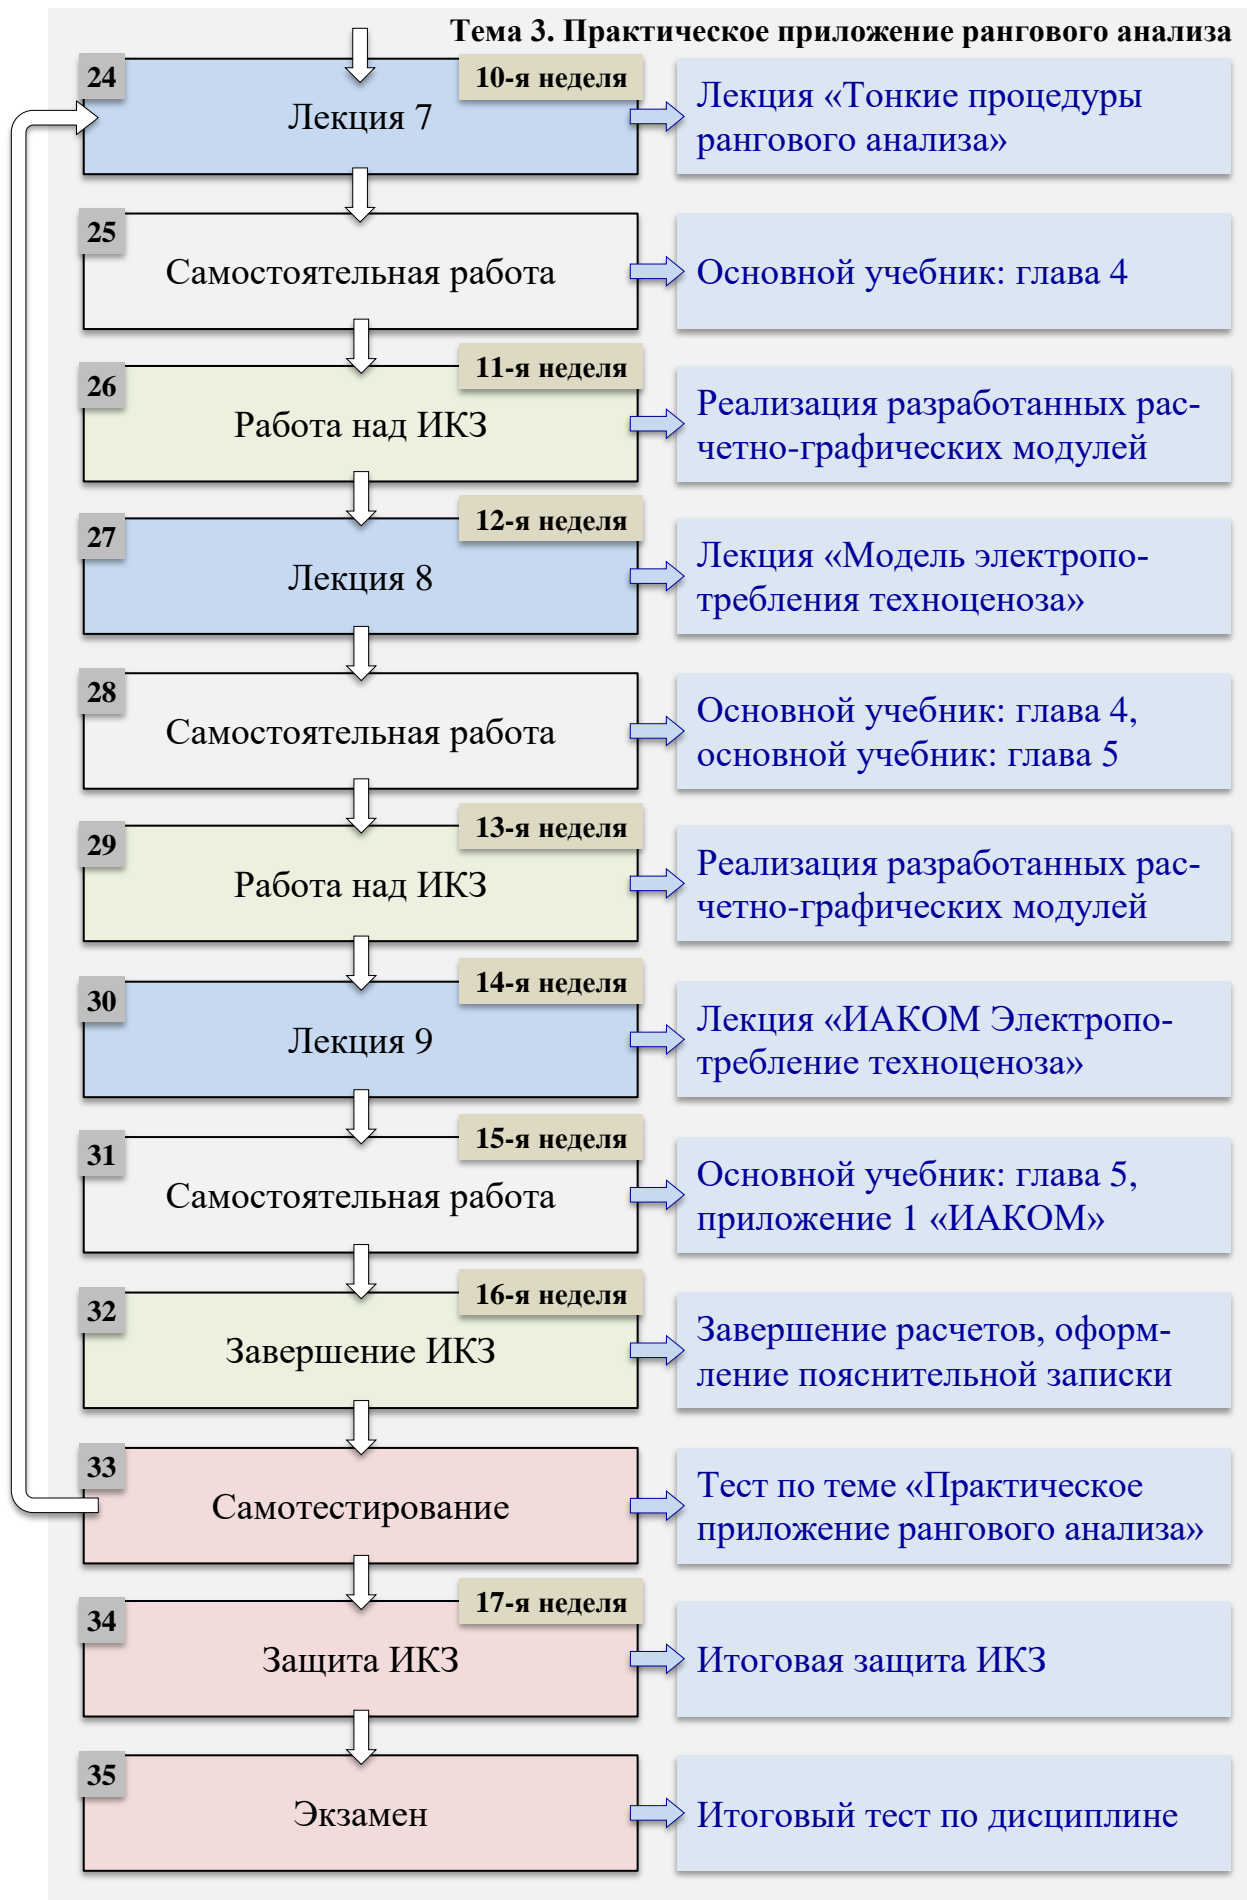 Тема 3. Практическое приложение рангового анализа
24
10-я неделя
Лекция 7
Лекция «Тонкие процедуры
рангового анализа»
25
Самостоятельная работа
Основной учебник: глава 4
26
11-я неделя
Работа над ИКЗ
Реализация разработанных рас-
четно-графических модулей
27
12-я неделя
Лекция 8
Лекция «Модель электропо-
требления техноценоза»
28
Самостоятельная работа
Основной учебник: глава 4,
основной учебник: глава 5
29
13-я неделя
Работа над ИКЗ
Реализация разработанных рас-
четно-графических модулей
30
14-я неделя
Лекция 9
Лекция «ИАКОМ Электропо-
требление техноценоза»
31
15-я неделя
Самостоятельная работа
Основной учебник: глава 5,
приложение 1 «ИАКОМ»
32
16-я неделя
Завершение ИКЗ
Завершение расчетов, оформ-
ление пояснительной записки
33
Самотестирование
Тест по теме «Практическое
приложение рангового анализа»
34
17-я неделя
Защита ИКЗ
Итоговая защита ИКЗ
35
Экзамен
Итоговый тест по дисциплине